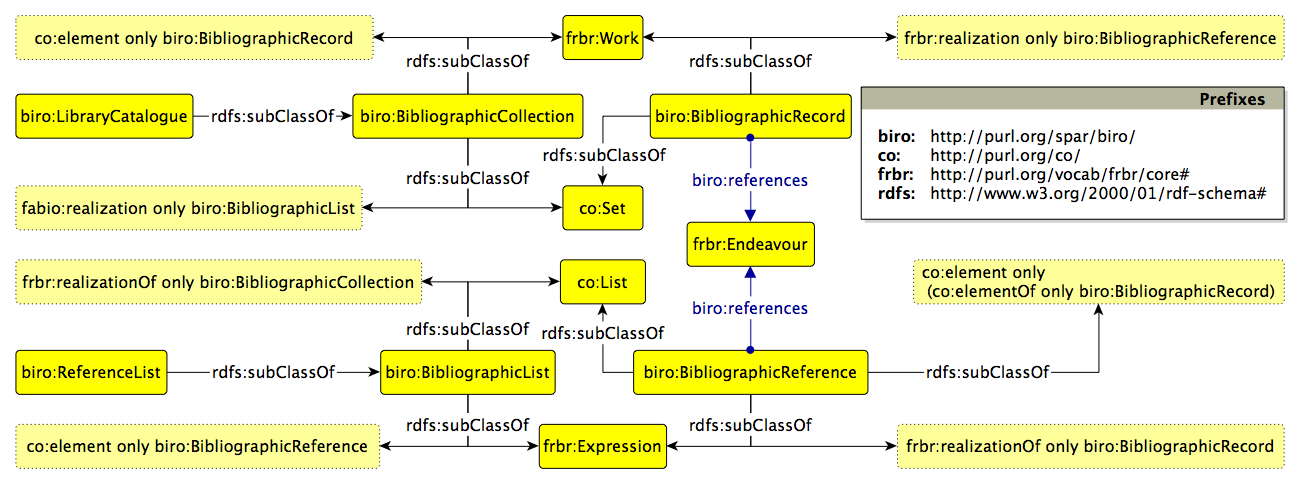 co:element only biro:BibliographicRecord
frbr:Work
frbr:realization only biro:BibliographicReference
rdfs:subClassOf
rdfs:subClassOf
biro:LibraryCatalogue
rdfs:subClassOf
biro:BibliographicCollection
biro:BibliographicRecord
Prefixes
biro: http://purl.org/spar/biro/
co: http://purl.org/co/
frbr: http://purl.org/vocab/frbr/core#
rdfs: http://www.w3.org/2000/01/rdf-schema#
rdfs:subClassOf
rdfs:subClassOf
biro:references
fabio:realization only biro:BibliographicList
co:Set
frbr:Endeavour
frbr:realizationOf only biro:BibliographicCollection
co:List
co:element only
(co:elementOf only biro:BibliographicRecord)
biro:references
rdfs:subClassOf
rdfs:subClassOf
biro:ReferenceList
rdfs:subClassOf
biro:BibliographicList
biro:BibliographicReference
rdfs:subClassOf
rdfs:subClassOf
rdfs:subClassOf
co:element only biro:BibliographicReference
frbr:Expression
frbr:realizationOf only biro:BibliographicRecord